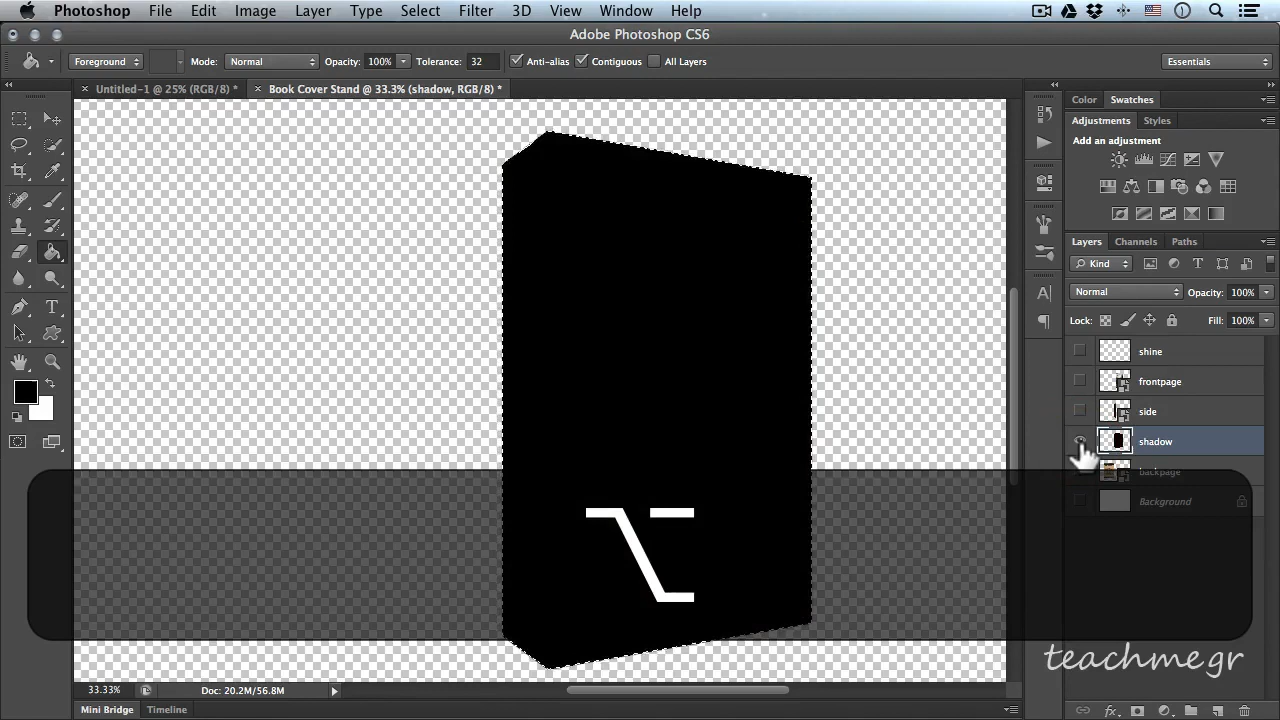 Photoshop File Edit Image Layer Type Select Filter 3D View Window Help
Adobe Photoshop CS6
Foreground Mode: Normal Opacity: 100% Tolerance: 32 Anti-alias Contiguous All Layers Essentials
Untitled-1 @ 25% (RGB/8) * Book Cover Stand @ 33.3% (shadow, RGB/8) *
Color Swatches
Adjustments Styles
Add an adjustment
Layers Channels Paths
Kind
Normal Opacity: 100%
Lock: Fill: 100%
shine
frontpage
side
shadow
backpage
Background
teachmegr
33.33% Doc: 20.2M/56.8M
Mini Bridge Timeline